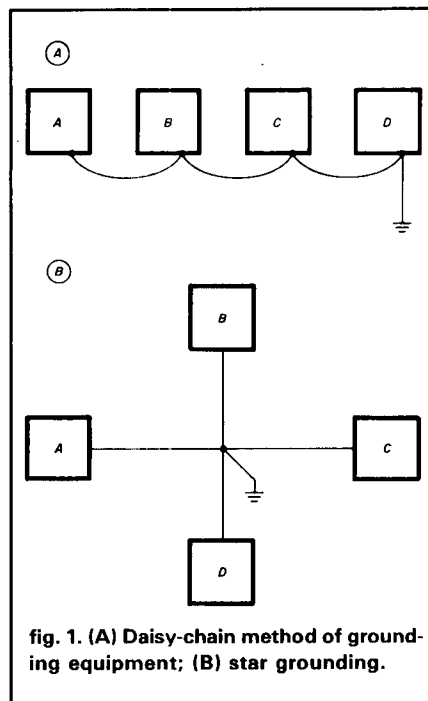 A
A B C D
B
B
A C
D
fig. 1. (A) Daisy-chain method of ground-
ing equipment; (B) star grounding.